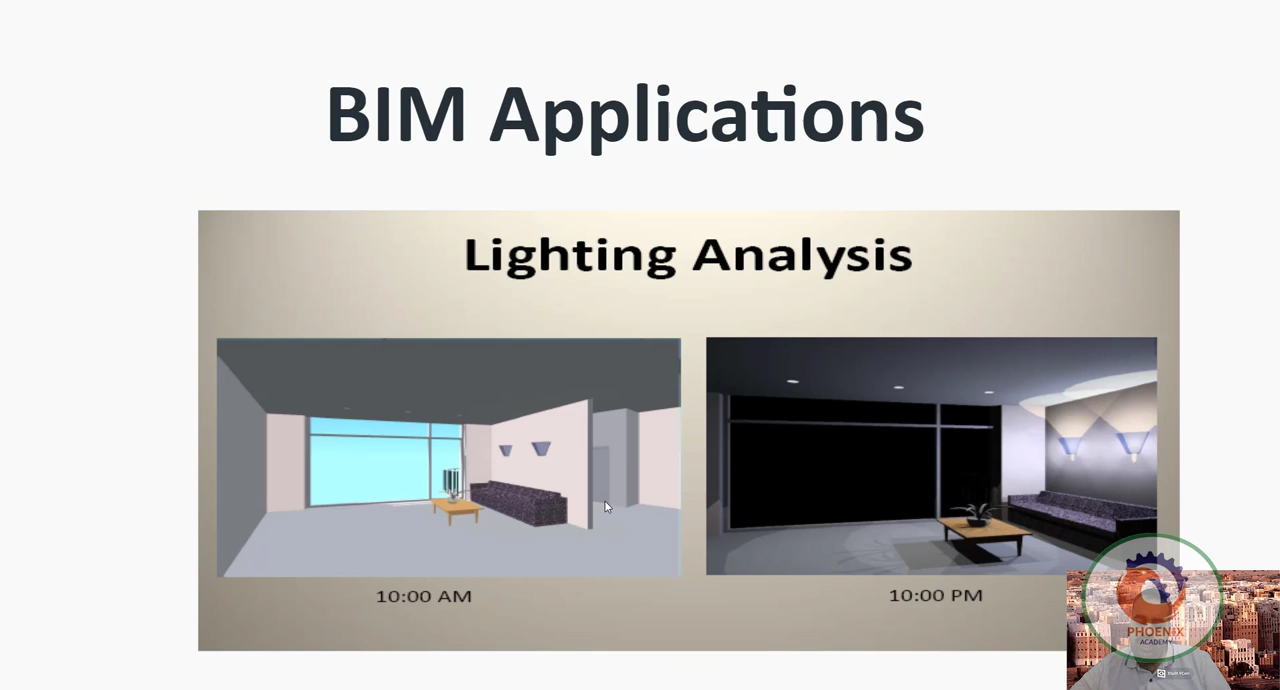 BIM Applications
Lighting Analysis
10:00 AM
10:00 PM
PHOENIX
ACADEMY